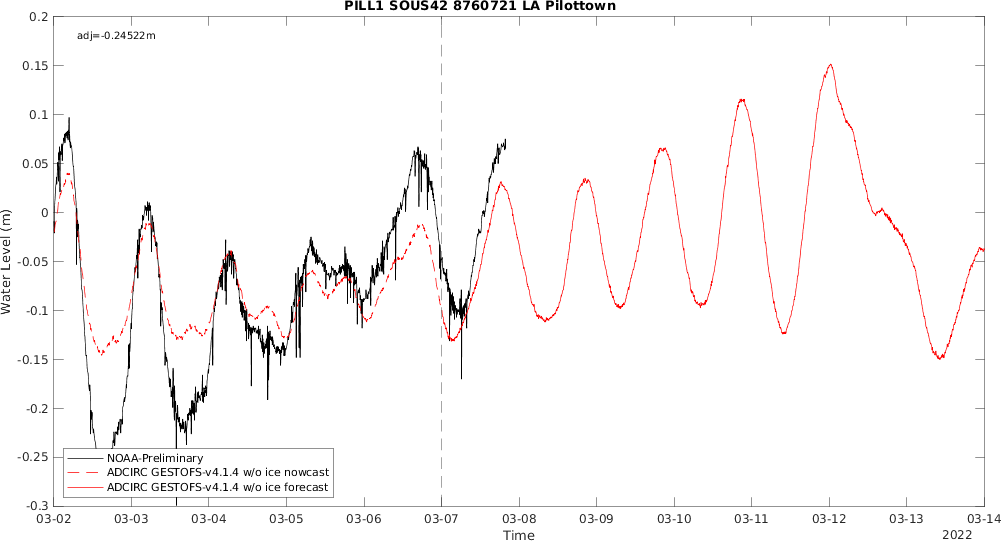 PILL1 SOUS42 8760721 LA Pilottown
adj=-0.24522m
0.2
0.15
0.1
0.05
0
-0.05
-0.1
-0.15
-0.2
-0.25
-0.3
Water Level (m)
NOAA-Preliminary
ADCIRC GESTOFS-v4.1.4 w/o ice nowcast
ADCIRC GESTOFS-v4.1.4 w/o ice forecast
03-02 03-03 03-04 03-05 03-06 03-07 03-08 03-09 03-10 03-11 03-12 03-13 03-14
Time
2022